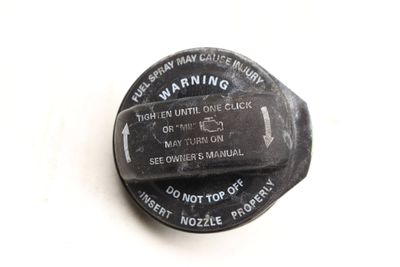 FUEL SPRAY MAY CAUSE INJURY
WARNING
TIGHTEN UNTIL ONE CLICK
OR "MIL"
MAY TURN ON
SEE OWNER'S MANUAL
DO NOT TOP OFF
INSERT NOZZLE PROPERLY